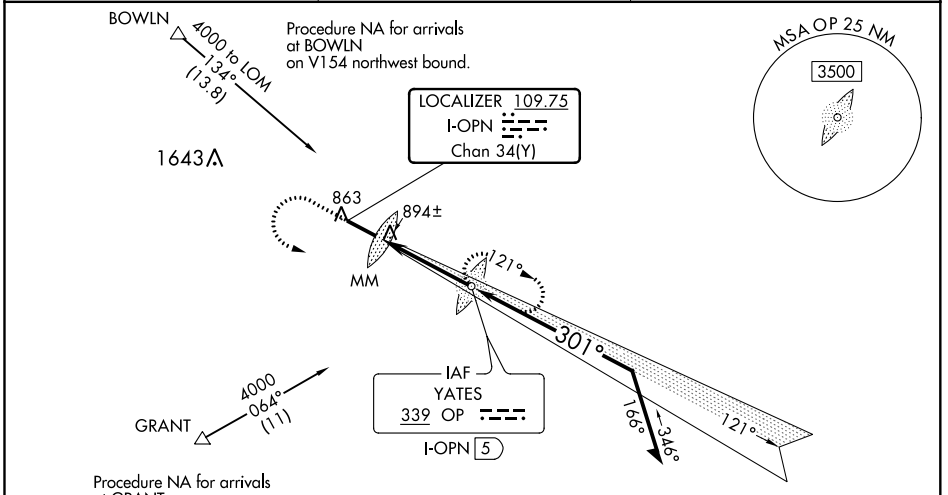 BOWLN
4000 to LOM
134°
(13.8)
Procedure NA for arrivals
at BOWLN
on V154 northwest bound.
MSA OP 25 NM
3500
LOCALIZER 109.75
I-OPN
Chan 34(Y)
1643
863
894±
MM
121°
301°
IAF
YATES
339 OP
I-OPN 5
166°
346°
121°
4000
064°
(11)
GRANT
Procedure NA for arrivals